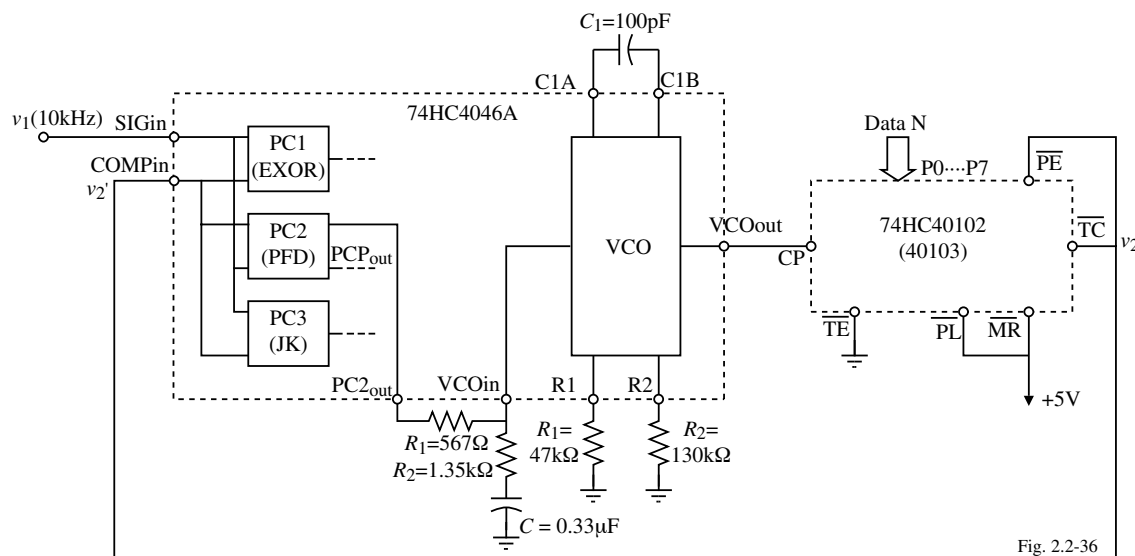 C1=100pF
C1A
C1B
74HC4046A
v1(10kHz)
SIGin
COMPin
v2'
PC1
(EXOR)
PC2
(PFD)
PCPout
PC3
(JK)
VCO
VCOout
Data N
P0····P7
PE
74HC40102
(40103)
TC
v2
CP
TE
PL
MR
+5V
PC2out
VCOin
R1
R2
R1=567Ω
R2=1.35kΩ
C = 0.33μF
R1=
47kΩ
R2=
130kΩ
Fig. 2.2-36